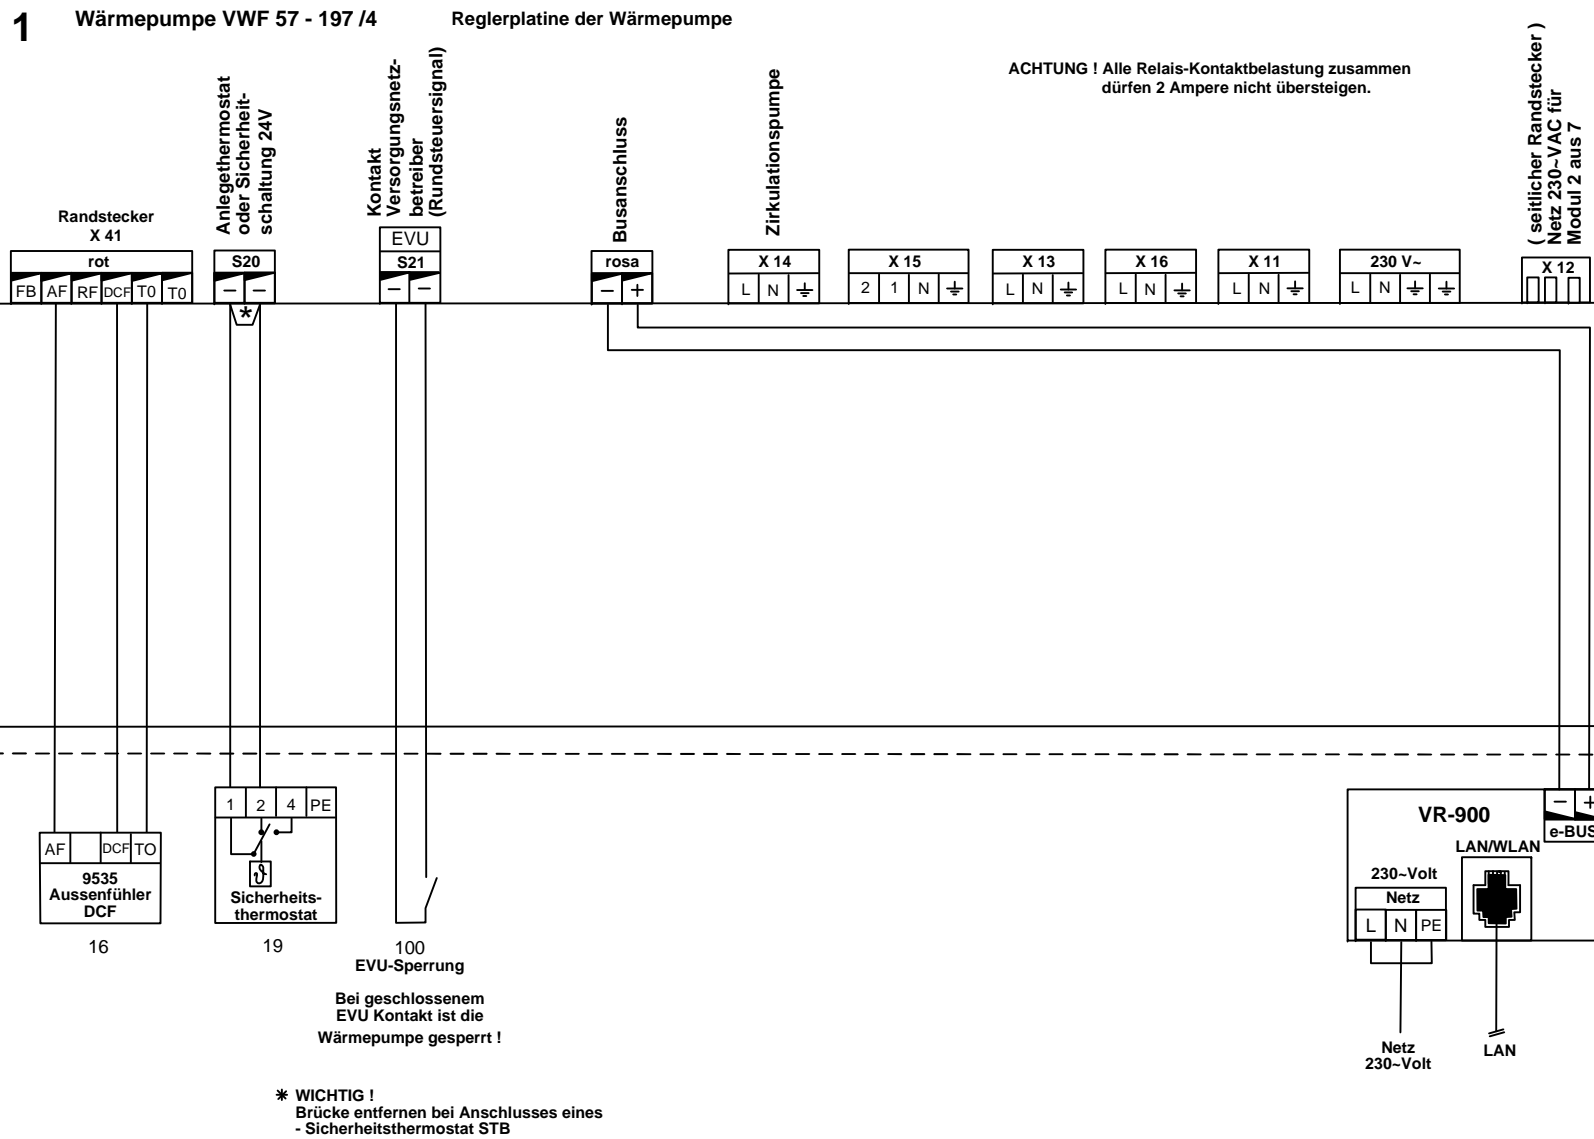 1
Wärmepumpe VWF 57 - 197 /4
Reglerplatine der Wärmepumpe
ACHTUNG ! Alle Relais-Kontaktbelastung zusammen
dürfen 2 Ampere nicht übersteigen.
Randstecker
X 41
rot
FB AF RF DCF T0 T0
Anlegethermostat
oder Sicherheit-
schaltung 24V
S20
– –
*
Kontakt
Versorgungsnetz-
betreiber
(Rundsteuersignal)
EVU
S21
– –
Busanschluss
rosa
– +
Zirkulationspumpe
X 14
L N
X 15
2 1 N
X 13
L N
X 16
L N
X 11
L N
230 V~
L N
( seitlicher Randstecker )
Netz 230~VAC für
Modul 2 aus 7
X 12
AF DCF TO
9535
Aussenfühler
DCF
16
1 2 4 PE
Sicherheits-
thermostat
19
100
EVU-Sperrung
Bei geschlossenem
EVU Kontakt ist die
Wärmepumpe gesperrt !
VR-900
– +
e-BUS
LAN/WLAN
230~Volt
Netz
L N PE
Netz
230~Volt
LAN
* WICHTIG !
Brücke entfernen bei Anschlusses eines
- Sicherheitsthermostat STB